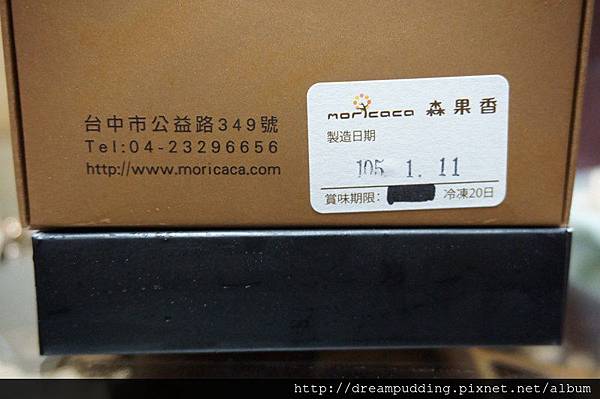 台中市公益路349號
Tel:04-23296656
http://www.moricaca.com
moricaca 森果香
製造日期
105 1. 11
賞味期限: 冷凍20日
http://dreampudding.pixnet.net/album